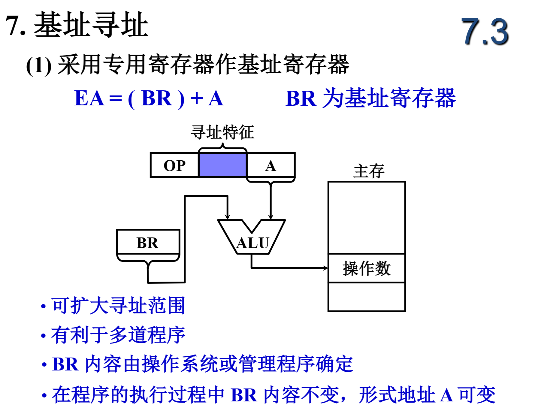 7. 基址寻址
7.3
(1) 采用专用寄存器作基址寄存器
EA = ( BR ) + A BR 为基址寄存器
寻址特征
OP A
主存
BR
ALU
操作数
• 可扩大寻址范围
• 有利于多道程序
• BR 内容由操作系统或管理程序确定
• 在程序的执行过程中 BR 内容不变，形式地址 A 可变